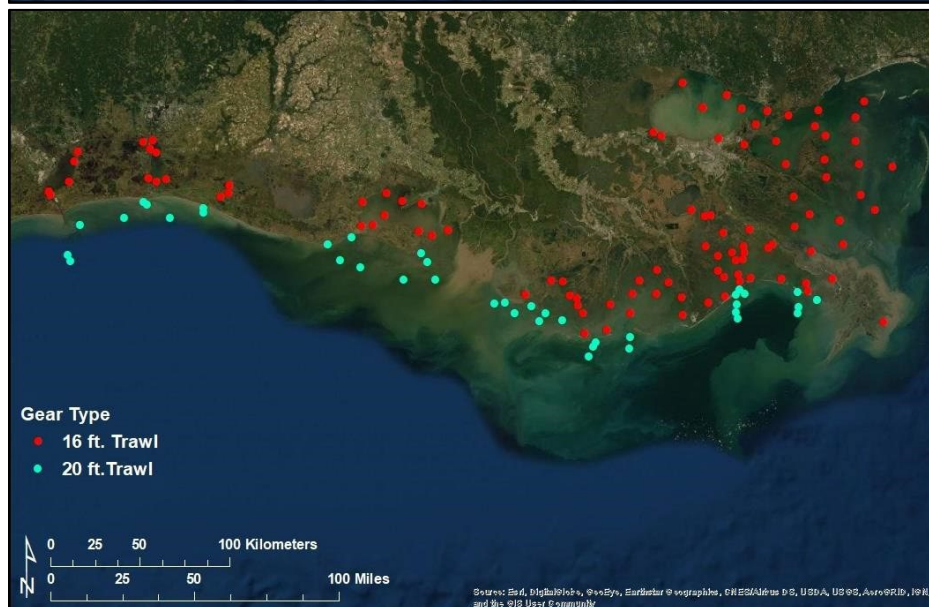 Gear Type
16 ft. Trawl
20 ft.Trawl
N
0 25 50 100 Kilometers
0 25 50 100 Miles
Source: Esri, DigitalGlobe, GeoEye, Earthstar Geographics, CNES/Airbus DS, USDA, USGS, AeroGRID, IGN,
and the GIS User Community